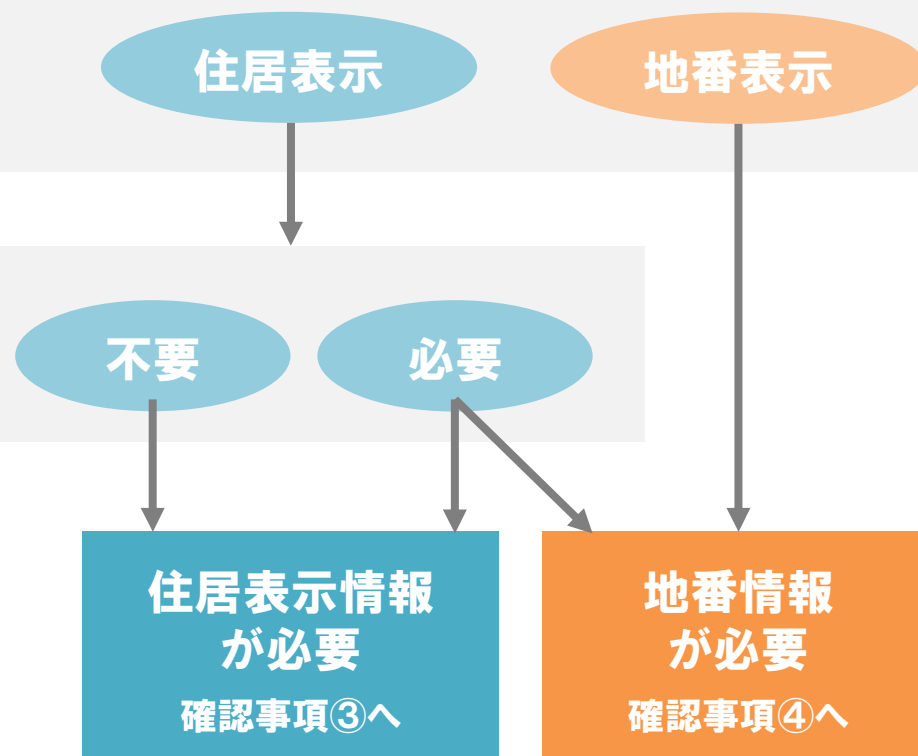 住居表示
地番表示
不要
必要
住居表示情報
が必要
確認事項③へ
地番情報
が必要
確認事項④へ